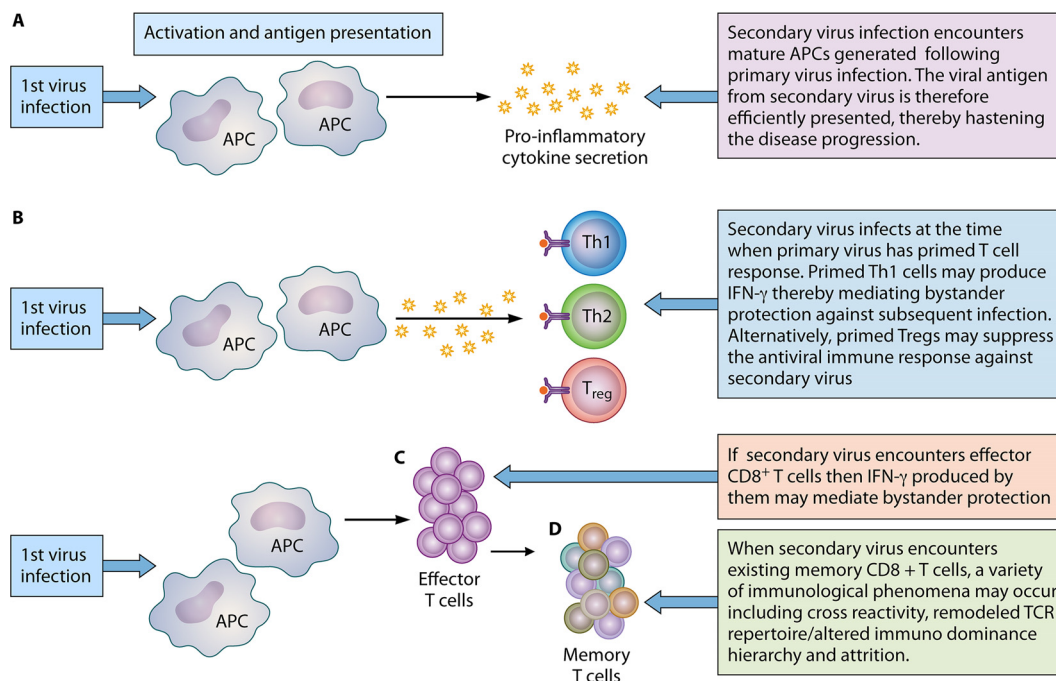 A
Activation and antigen presentation
1st virus
infection
APC
APC
Pro-inflammatory
cytokine secretion
Secondary virus infection encounters
mature APCs generated following
primary virus infection. The viral antigen
from secondary virus is therefore
efficiently presented, thereby hastening
the disease progression.
B
1st virus
infection
APC
APC
Th1
Th2
Treg
Secondary virus infects at the time
when primary virus has primed T cell
response. Primed Th1 cells may produce
IFN-γ thereby mediating bystander
protection against subsequent infection.
Alternatively, primed Tregs may suppress
the antiviral immune response against
secondary virus
1st virus
infection
APC
APC
C
Effector
T cells
If secondary virus encounters effector
CD8+ T cells then IFN-γ produced by
them may mediate bystander protection
D
Memory
T cells
When secondary virus encounters
existing memory CD8 + T cells, a variety
of immunological phenomena may occur
including cross reactivity, remodeled TCR
repertoire/altered immuno dominance
hierarchy and attrition.